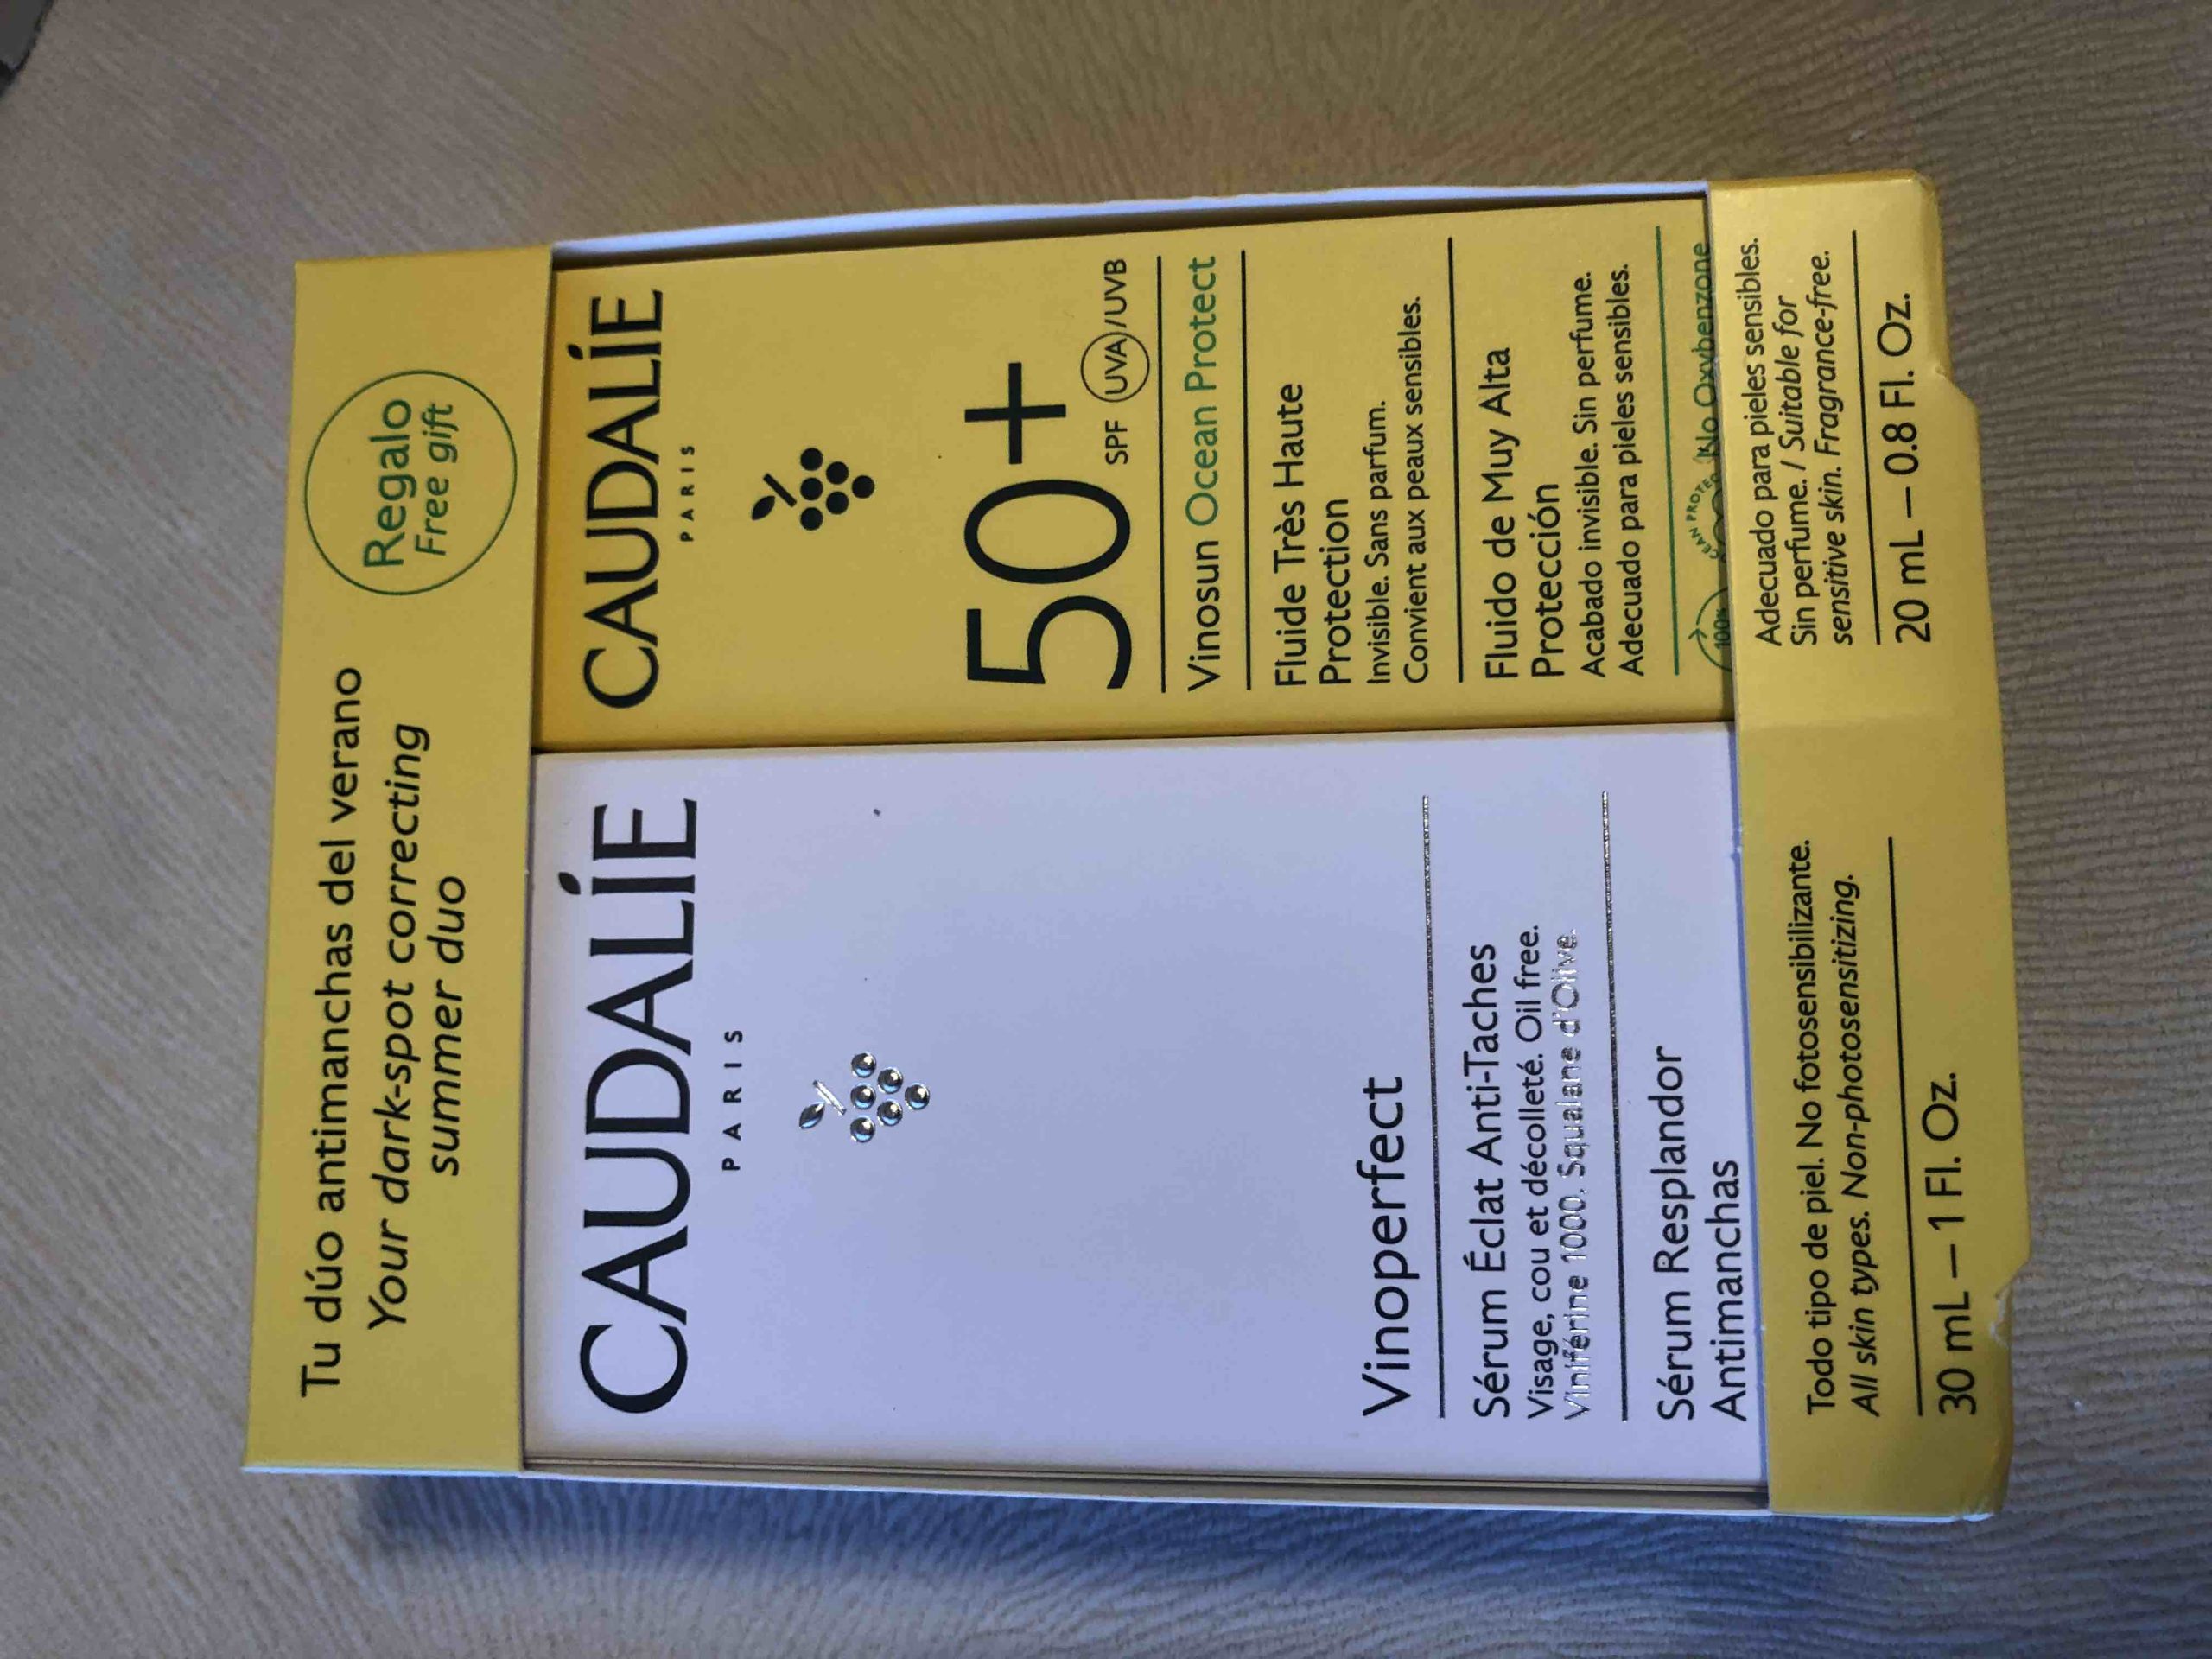 Tu dúo antimanchas del verano
Your dark-spot correcting
summer duo
Regalo
Free gift
CAUDALÍE
PARIS
Vinoperfect
Sérum Éclat Anti-Taches
Visage, cou et décolleté. Oil free.
Viniférine 1000. Squalane d'Olive.
Sérum Resplandor
Antimanchas
Todo tipo de piel. No fotosensibilizante.
All skin types. Non-photosensitizing.
30 mL – 1 Fl. Oz.
CAUDALÍE
PARIS
50+
SPF UVA/UVB
Vinosun Ocean Protect
Fluide Très Haute
Protection
Invisible. Sans parfum.
Convient aux peaux sensibles.
Fluido de Muy Alta
Protección
Acabado invisible. Sin perfume.
Adecuado para pieles sensibles.
100%
No Oxybenzone
Adecuado para pieles sensibles.
Sin perfume. / Suitable for
sensitive skin. Fragrance-free.
20 mL – 0.8 Fl. Oz.